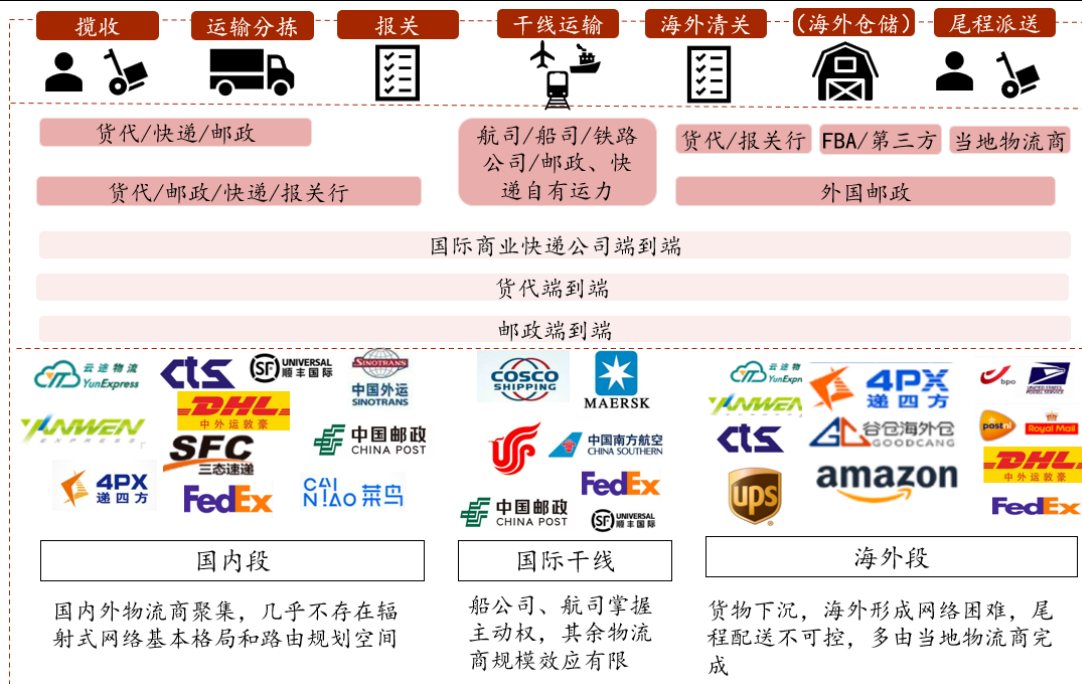 揽收
运输分拣
报关
干线运输
海外清关
（海外仓储）
尾程派送
货代/快递/邮政
航司/船司/铁路
公司/邮政、快
递自有运力
货代/报关行
FBA/第三方
当地物流商
货代/邮政/快递/报关行
外国邮政
国际商业快递公司端到端
货代端到端
邮政端到端
云途物流
YunExpress
CTS
SF UNIVERSAL
顺丰国际
SINOTRANS
中国外运
SINOTRANS
YANWEN
EXPRESS
DHL
中外运敦豪
SFC
三态速递
中国邮政
CHINA POST
4PX
递四方
FedEx
CAI
NIAO 菜鸟
COSCO
SHIPPING
MAERSK
中国南方航空
CHINA SOUTHERN
FedEx
中国邮政
CHINA POST
SF UNIVERSAL
顺丰国际
云途物
YunExpr
YANWEN
CTS
4PX
递四方
谷仓海外仓
GOODCANG
amazon
ups
bpo
UNITED STATES
POSTAL SERVICE
postnl
Royal Mail
DHL
中外运敦豪
FedEx
国内段
国际干线
海外段
国内外物流商聚集，几乎不存在辐
射式网络基本格局和路由规划空间
船公司、航司掌握
主动权，其余物流
商规模效应有限
货物下沉，海外形成网络困难，尾
程配送不可控，多由当地物流商完
成